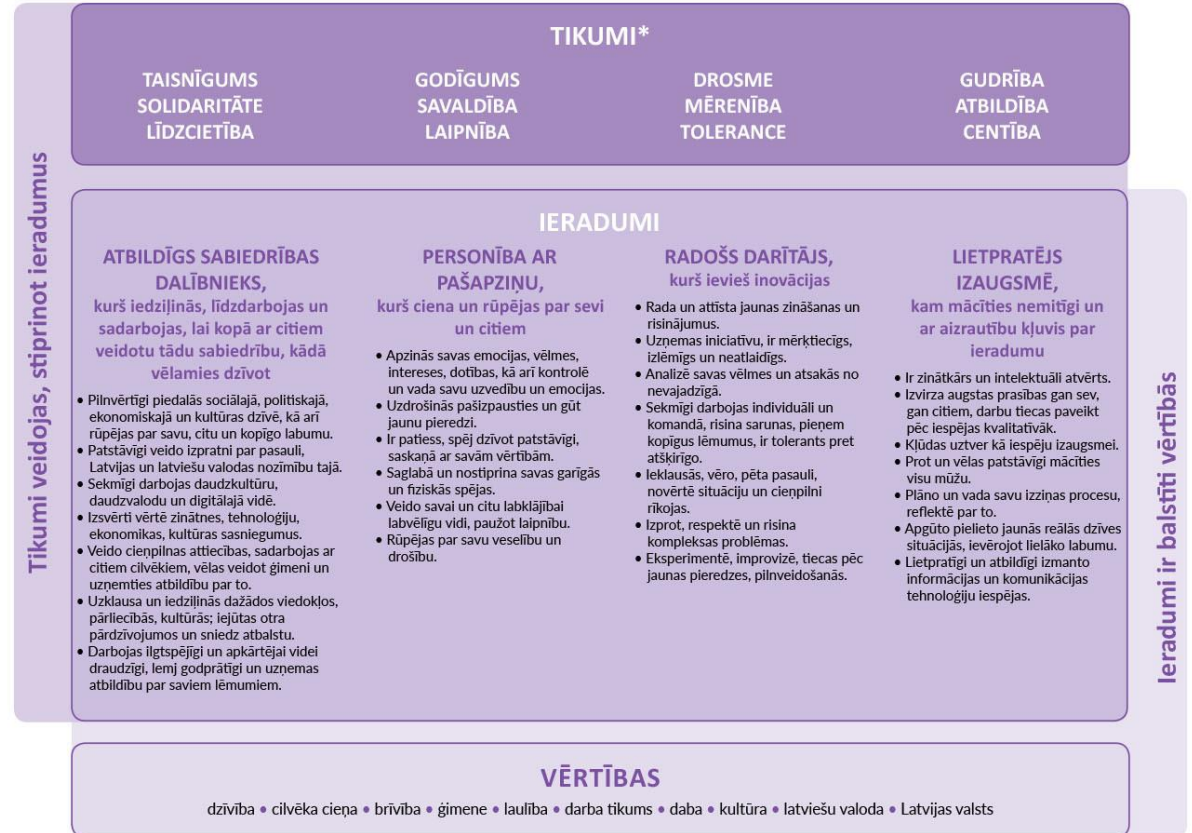 TIKUMI*
TAISNĪGUMS
SOLIDARITĀTE
LĪDZCIETĪBA
GODĪGUMS
SAVALDĪBA
LAIPNĪBA
DROSME
MĒRENĪBA
TOLERANCE
GUDRĪBA
ATBILDĪBA
CENTĪBA
Tikumi veidojas, stiprinot ieradumus
IERADUMI
ATBILDĪGS SABIEDRĪBAS
DALĪBNIEKS,
kurš iedziļinās, līdzdarbojas un
sadarbojas, lai kopā ar citiem
veidotu tādu sabiedrību, kādā
vēlamies dzīvot
• Pilnvērtīgi piedalās sociālajā, politiskajā,
ekonomiskajā un kultūras dzīvē, kā arī
rūpējas par savu, citu un kopīgo labumu.
• Patstāvīgi veido izpratni par pasauli,
Latvijas un latviešu valodas nozīmību tajā.
• Sekmīgi darbojas daudzkultūru,
daudzvalodu un digitālajā vidē.
• Izsvērti vērtē zinātnes, tehnoloģiju,
ekonomikas, kultūras sasniegumus.
• Veido cieņpilnas attiecības, sadarbojas ar
citiem cilvēkiem, vēlas veidot ģimeni un
uzņemties atbildību par to.
• Uzklausa un iedziļinās dažādos viedokļos,
pārliecībās, kultūrās; iejūtas otra
pārdzīvojumos un sniedz atbalstu.
• Darbojas ilgtspējīgi un apkārtējai videi
draudzīgi, lemj godprātīgi un uzņemas
atbildību par saviem lēmumiem.
PERSONĪBA AR
PAŠAPZIŅU,
kurš ciena un rūpējas par sevi
un citiem
• Apzinās savas emocijas, vēlmes,
intereses, dotības, kā arī kontrolē
un vada savu uzvedību un emocijas.
• Uzdrošinās pašizpausties un gūt
jaunu pieredzi.
• Ir patiess, spēj dzīvot patstāvīgi,
saskaņā ar savām vērtībām.
• Saglabā un nostiprina savas garīgās
un fiziskās spējas.
• Veido savai un citu labklājībai
labvēlīgu vidi, paužot laipnību.
• Rūpējas par savu veselību un
drošību.
RADOŠS DARĪTĀJS,
kurš ievieš inovācijas
• Rada un attīsta jaunas zināšanas un
risinājumus.
• Uzņemas iniciatīvu, ir mērķtiecīgs,
izlēmīgs un neatlaidīgs.
• Analizē savas vēlmes un atsakās no
nevajadzīgā.
• Sekmīgi darbojas individuāli un
komandā, risina sarunas, pieņem
kopīgus lēmumus, ir tolerants pret
atšķirīgo.
• Ieklausās, vēro, pēta pasauli,
novērtē situāciju un cieņpilni
rīkojas.
• Izprot, respektē un risina
kompleksas problēmas.
• Eksperimentē, improvizē, tiecas pēc
jaunas pieredzes, pilnveidošanās.
LIETPRATĒJS
IZAUGSMĒ,
kam mācīties nemitīgi un
ar aizrautību kļuvis par
ieradumu
• Ir zinātkārs un intelektuāli atvērts.
• Izvirza augstas prasības gan sev,
gan citiem, darbu tiecas paveikt
pēc iespējas kvalitatīvāk.
• Kļūdas uztver kā iespēju izaugsmei.
• Prot un vēlas patstāvīgi mācīties
visu mūžu.
• Plāno un vada savu izziņas procesu,
reflektē par to.
• Apgūto pielieto jaunās reālās dzīves
situācijās, ievērojot lielāko labumu.
• Lietpratīgi un atbildīgi izmanto
informācijas un komunikācijas
tehnoloģiju iespējas.
Ieradumi ir balstīti vērtībās
VĒRTĪBAS
dzīvība • cilvēka cieņa • brīvība • ģimene • laulība • darba tikums • daba • kultūra • latviešu valoda • Latvijas valsts